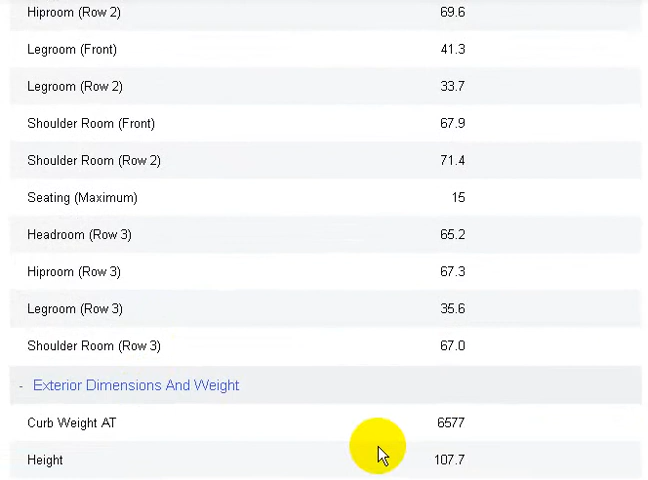 Hiproom (Row 2) 69.6
Legroom (Front) 41.3
Legroom (Row 2) 33.7
Shoulder Room (Front) 67.9
Shoulder Room (Row 2) 71.4
Seating (Maximum) 15
Headroom (Row 3) 65.2
Hiproom (Row 3) 67.3
Legroom (Row 3) 35.6
Shoulder Room (Row 3) 67.0
- Exterior Dimensions And Weight
Curb Weight AT 6577
Height 107.7